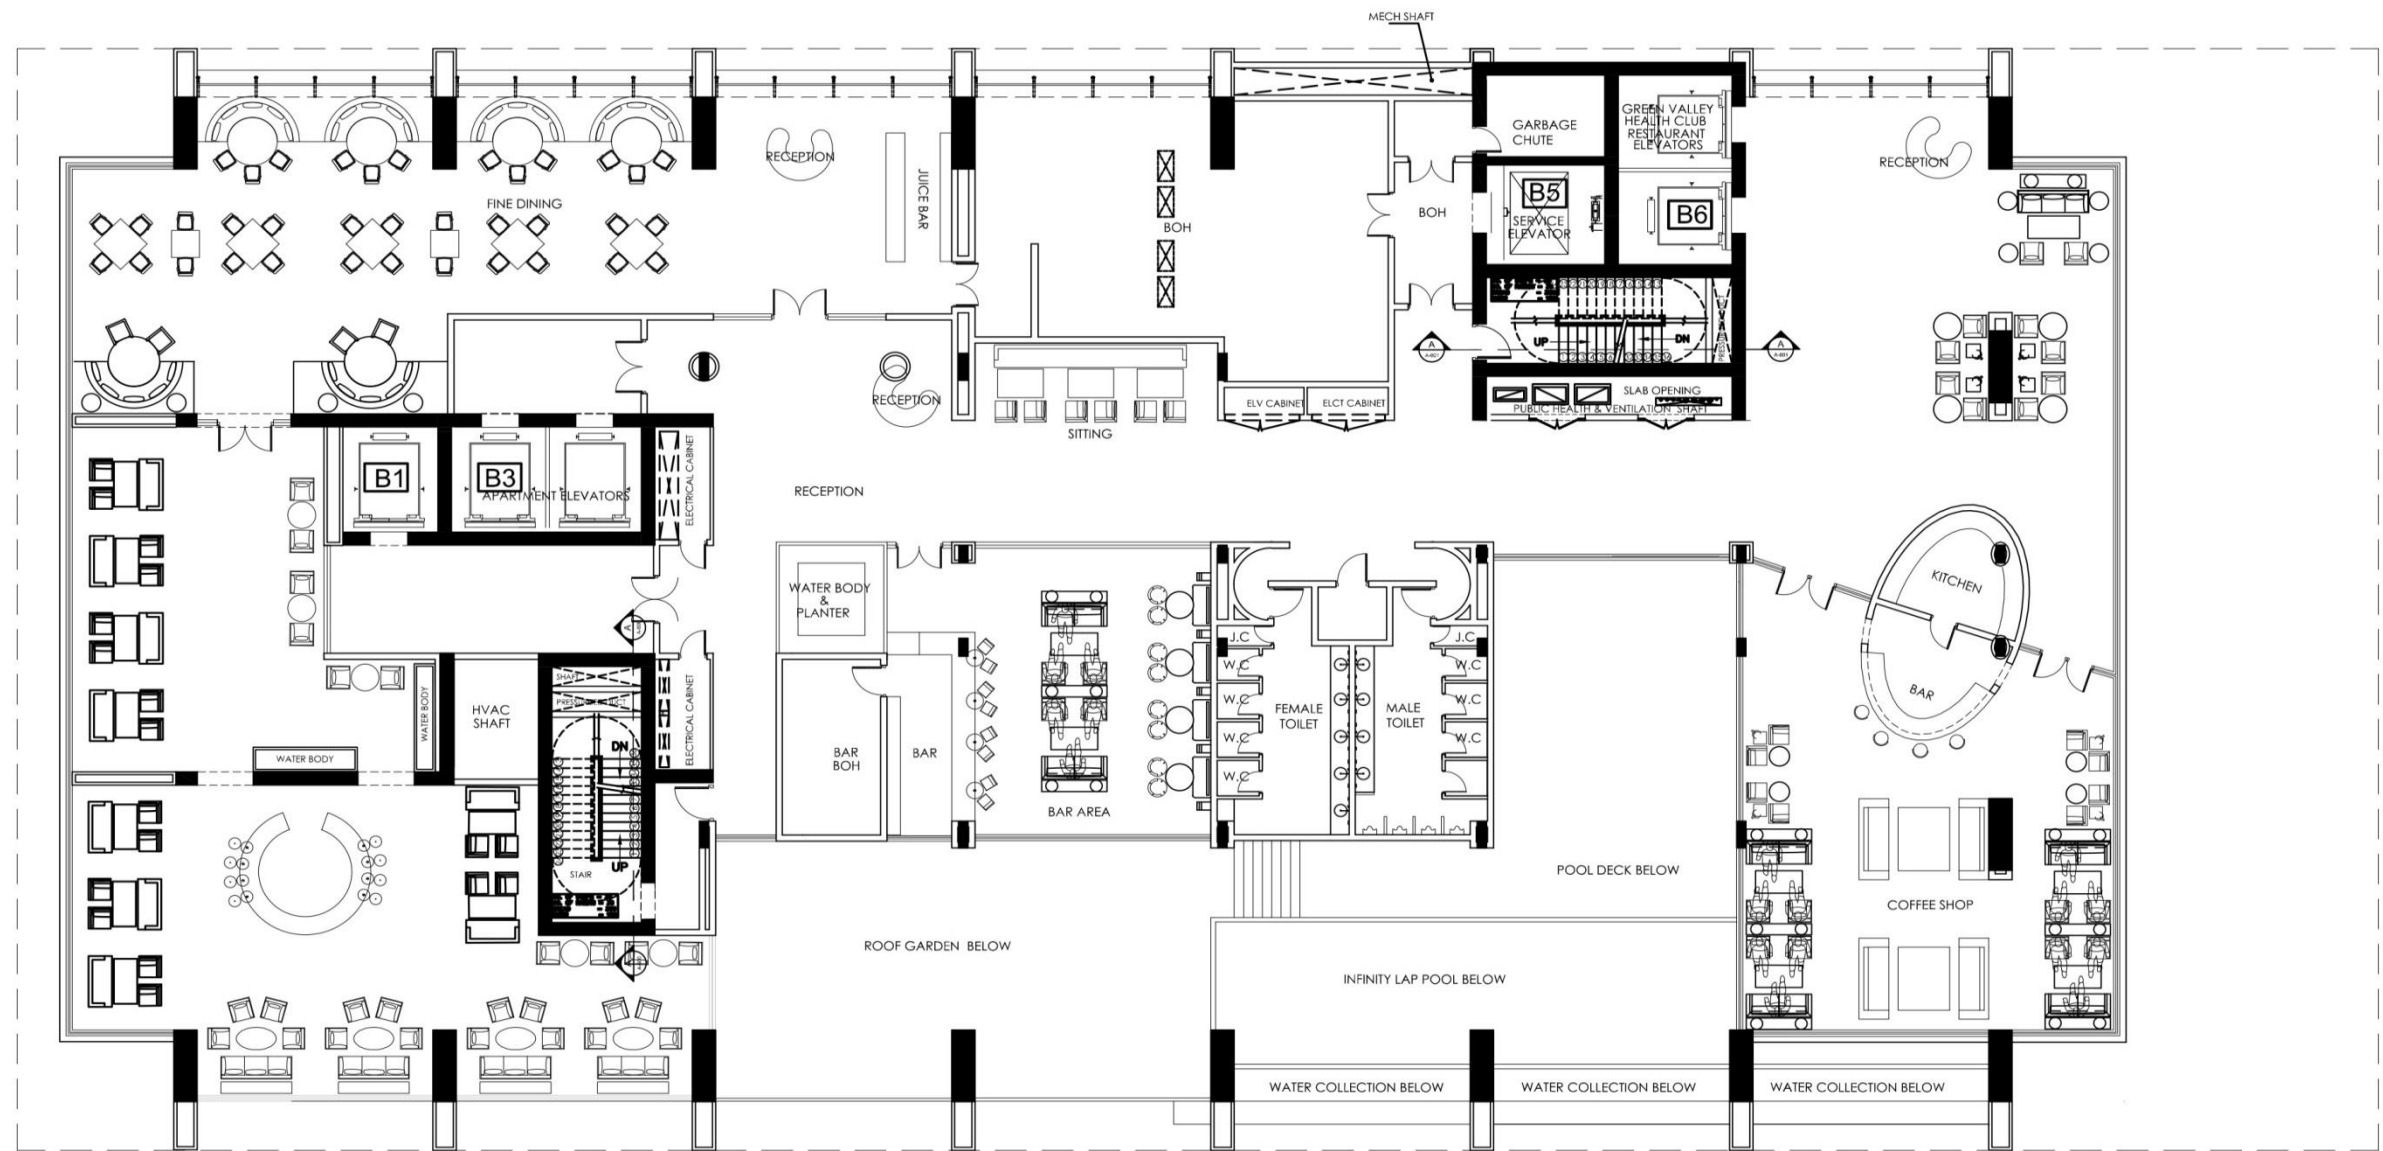 MECH SHAFT
GREEN VALLEY
HEALTH CLUB
RESTAURANT
ELEVATORS
GARBAGE
CHUTE
RECEPTION
RECEPTION
JUICE BAR
FINE DINING
B5
SERVICE
ELEVATOR
B6
BOH
BOH
UP
DN
A
A
RECEPTION
SLAB OPENING
PUBLIC HEALTH & VENTILATION SHAFT
ELV CABINET
ELCT CABINET
SITTING
B1
B3
APARTMENT ELEVATORS
ELECTRICAL CABINET
RECEPTION
WATER BODY
&
PLANTER
KITCHEN
A
J.C
J.C
W.C
W.C
SHAFT
BAR
W.C
W.C
HVAC
SHAFT
WATER BODY
ELECTRICAL CABINET
FEMALE
TOILET
MALE
TOILET
W.C
W.C
DN
WATER BODY
BAR
BOH
BAR
W.C
BAR AREA
UP
STAIR
POOL DECK BELOW
COFFEE SHOP
ROOF GARDEN BELOW
INFINITY LAP POOL BELOW
WATER COLLECTION BELOW
WATER COLLECTION BELOW
WATER COLLECTION BELOW